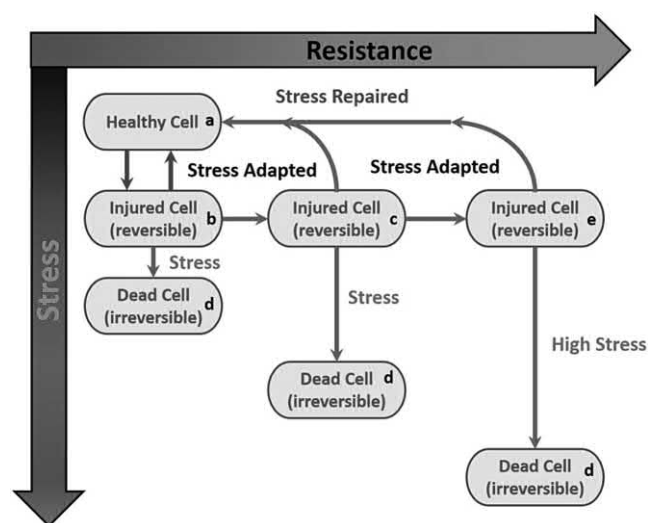 Resistance
Stress Repaired
Healthy Cell a
Stress Adapted
Stress Adapted
Injured Cell
(reversible) b
Injured Cell
(reversible) c
Injured Cell
(reversible) e
Stress
Stress
Dead Cell
(irreversible) d
Stress
High Stress
Dead Cell d
(irreversible)
Dead Cell d
(irreversible)